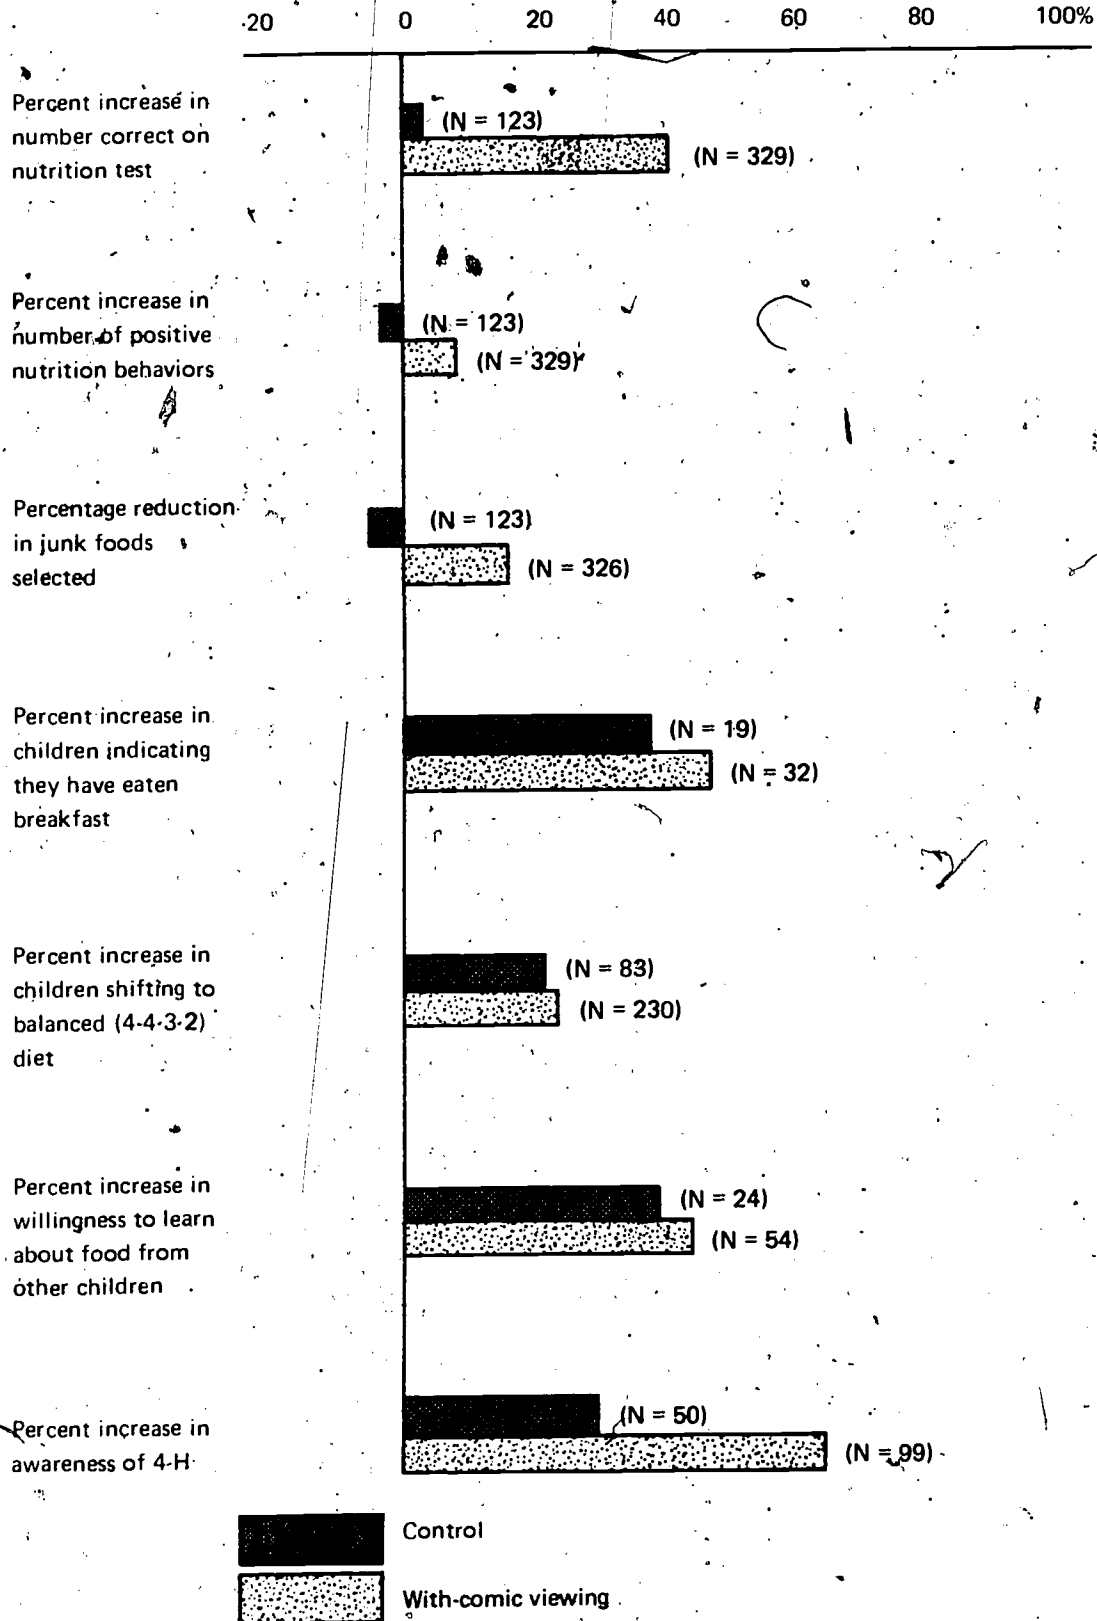 -20 0 20 40 60 80 100%
Percent increase in
number correct on
nutrition test
(N = 123)
(N = 329)
Percent increase in
number of positive
nutrition behaviors
(N = 123)
(N = 329)
Percentage reduction
in junk foods
selected
(N = 123)
(N = 326)
Percent increase in
children indicating
they have eaten
breakfast
(N = 19)
(N = 32)
Percent increase in
children shifting to
balanced (4-4-3-2)
diet
(N = 83)
(N = 230)
Percent increase in
willingness to learn
about food from
other children
(N = 24)
(N = 54)
Percent increase in
awareness of 4-H
(N = 50)
(N = 99)
Control
With-comic viewing